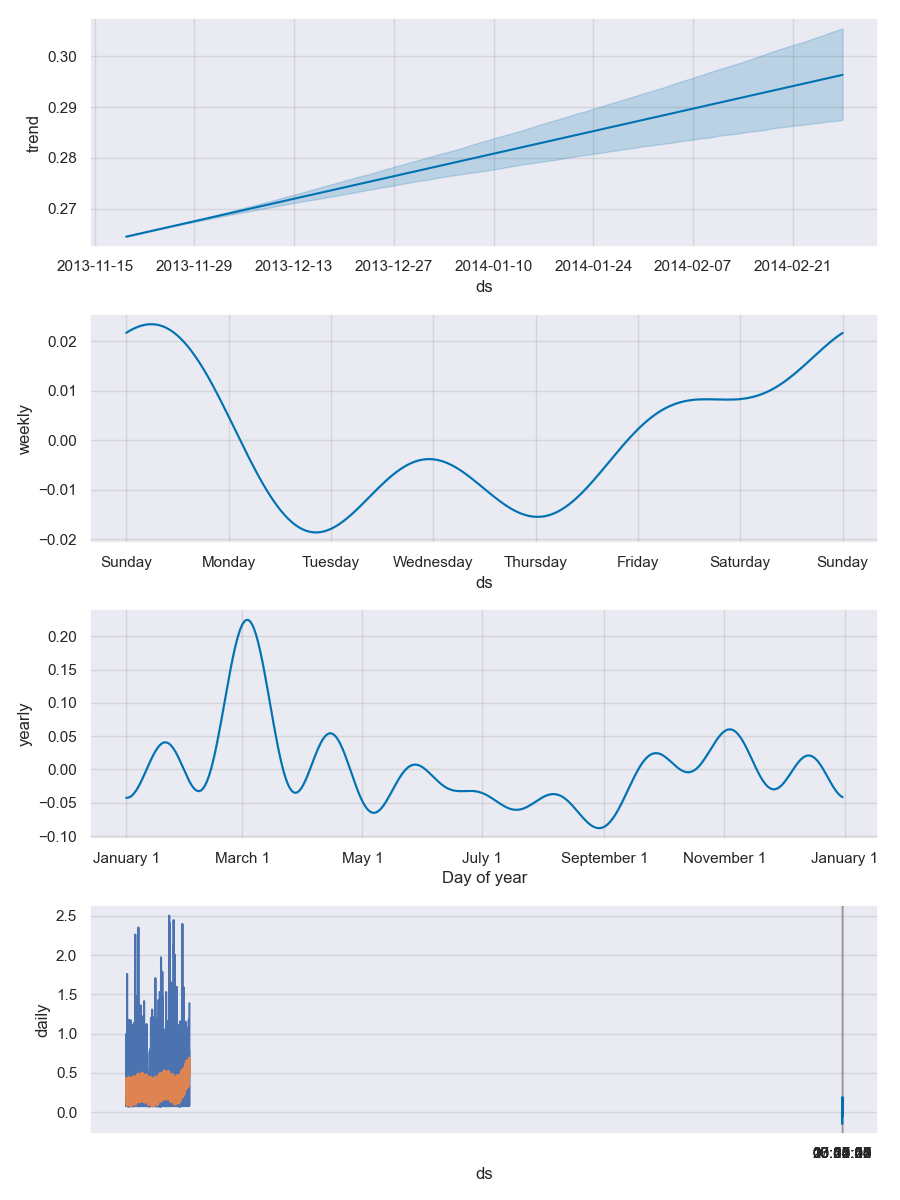 0.30
0.29
0.28
0.27
trend
2013-11-15 2013-11-29 2013-12-13 2013-12-27 2014-01-10 2014-01-24 2014-02-07 2014-02-21
ds
0.02
0.01
0.00
−0.01
−0.02
weekly
Sunday Monday Tuesday Wednesday Thursday Friday Saturday Sunday
ds
0.20
0.15
0.10
0.05
0.00
−0.05
−0.10
yearly
January 1 March 1 May 1 July 1 September 1 November 1 January 1
Day of year
2.5
2.0
1.5
1.0
0.5
0.0
daily
ds